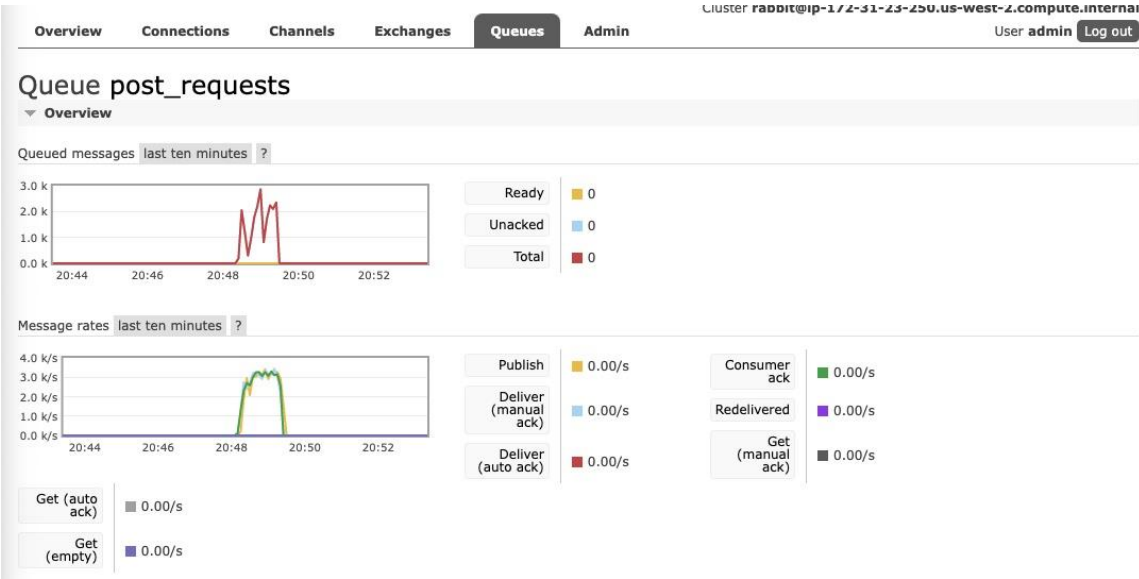 Cluster rabbit@ip-172-31-23-250.us-west-2.compute.internal
Overview Connections Channels Exchanges Queues Admin User admin Log out
Queue post_requests
Overview
Queued messages last ten minutes ?
3.0 k
2.0 k
1.0 k
0.0 k
20:44 20:46 20:48 20:50 20:52
Ready 0
Unacked 0
Total 0
Message rates last ten minutes ?
4.0 k/s
3.0 k/s
2.0 k/s
1.0 k/s
0.0 k/s
20:44 20:46 20:48 20:50 20:52
Publish 0.00/s
Deliver
(manual
ack) 0.00/s
Deliver
(auto ack) 0.00/s
Consumer
ack 0.00/s
Redelivered 0.00/s
Get
(manual
ack) 0.00/s
Get (auto
ack) 0.00/s
Get
(empty) 0.00/s